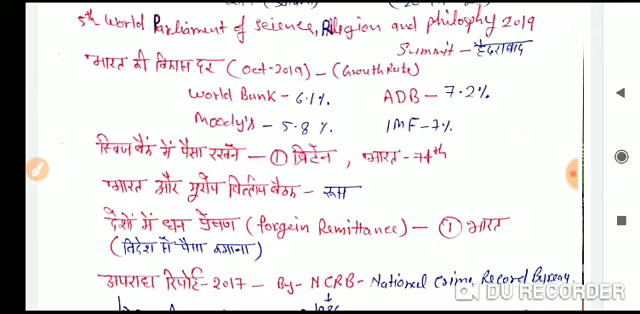 5th World Parliament of science, Religion and philosphy 2019
Summit - हैदराबाद
भारत की विकास दर (Oct-2019) - (Growth Rate)
World Bank - 6.1% ADB - 7.2%
Moody's - 5.8 % IMF - 7%
स्विज बैंक में पैसा रखने - ① ब्रिटेन, भारत - 74th
भारत और यूरोप वित्तीय बैठक - रूस
देशों में धन प्रेषण (forgein Remittance) - ① भारत
(विदेश से पैसा कमाना)
अपराध रिपोर्ट - 2017 - By - NCRB - National Crime Record Bureau
DU RECORDER